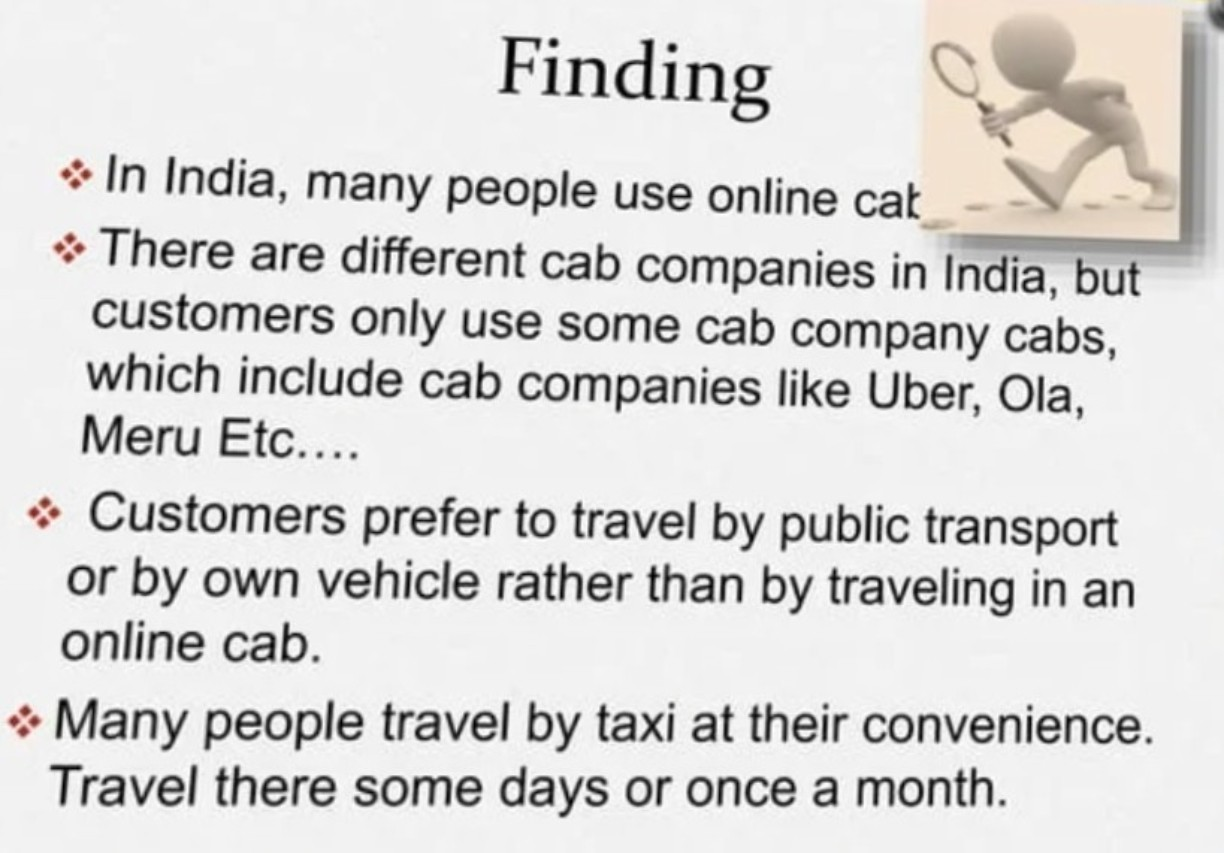 Finding
In India, many people use online cab
There are different cab companies in India, but
customers only use some cab company cabs,
which include cab companies like Uber, Ola,
Meru Etc....
Customers prefer to travel by public transport
or by own vehicle rather than by traveling in an
online cab.
Many people travel by taxi at their convenience.
Travel there some days or once a month.